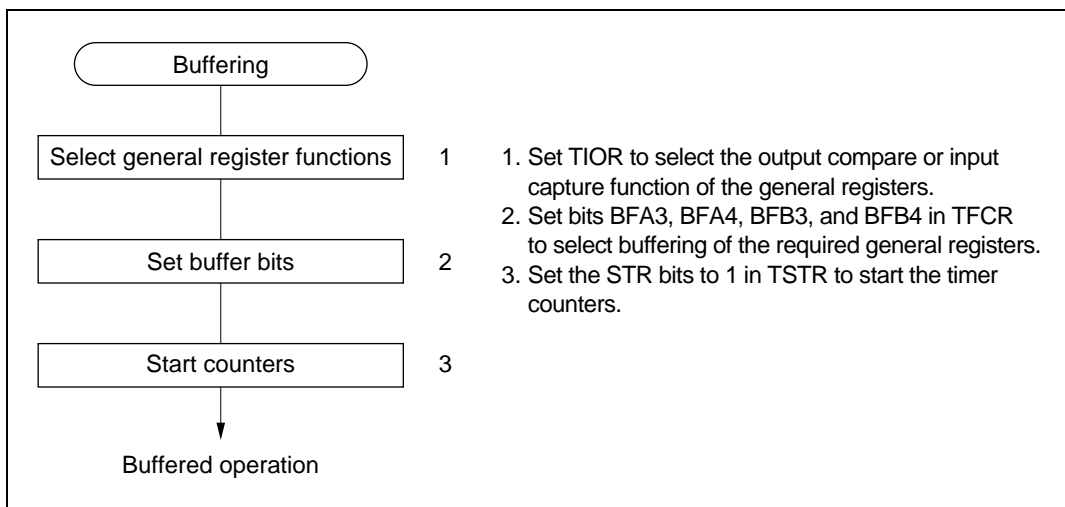 Buffering
Select general register functions 1
Set buffer bits 2
Start counters 3
Buffered operation
1. Set TIOR to select the output compare or input
capture function of the general registers.
2. Set bits BFA3, BFA4, BFB3, and BFB4 in TFCR
to select buffering of the required general registers.
3. Set the STR bits to 1 in TSTR to start the timer
counters.